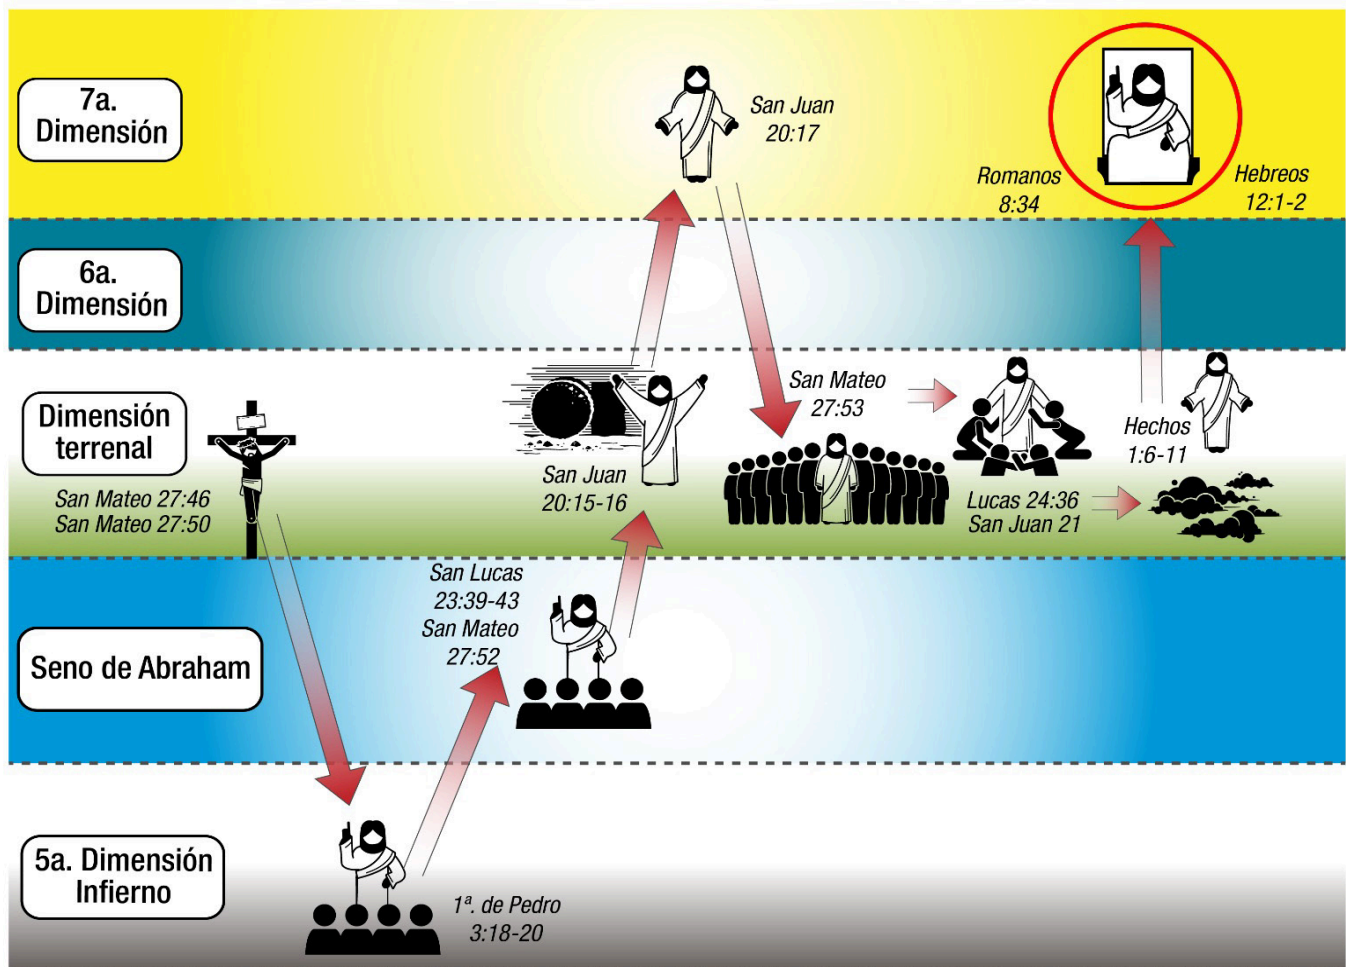 7a.
Dimensión
San Juan
20:17
Romanos
8:34
Hebreos
12:1-2
6a.
Dimensión
Dimensión
terrenal
San Mateo 27:46
San Mateo 27:50
San Juan
20:15-16
San Mateo
27:53
Lucas 24:36
San Juan 21
Hechos
1:6-11
Seno de Abraham
San Lucas
23:39-43
San Mateo
27:52
5a. Dimensión
Infierno
1ª. de Pedro
3:18-20